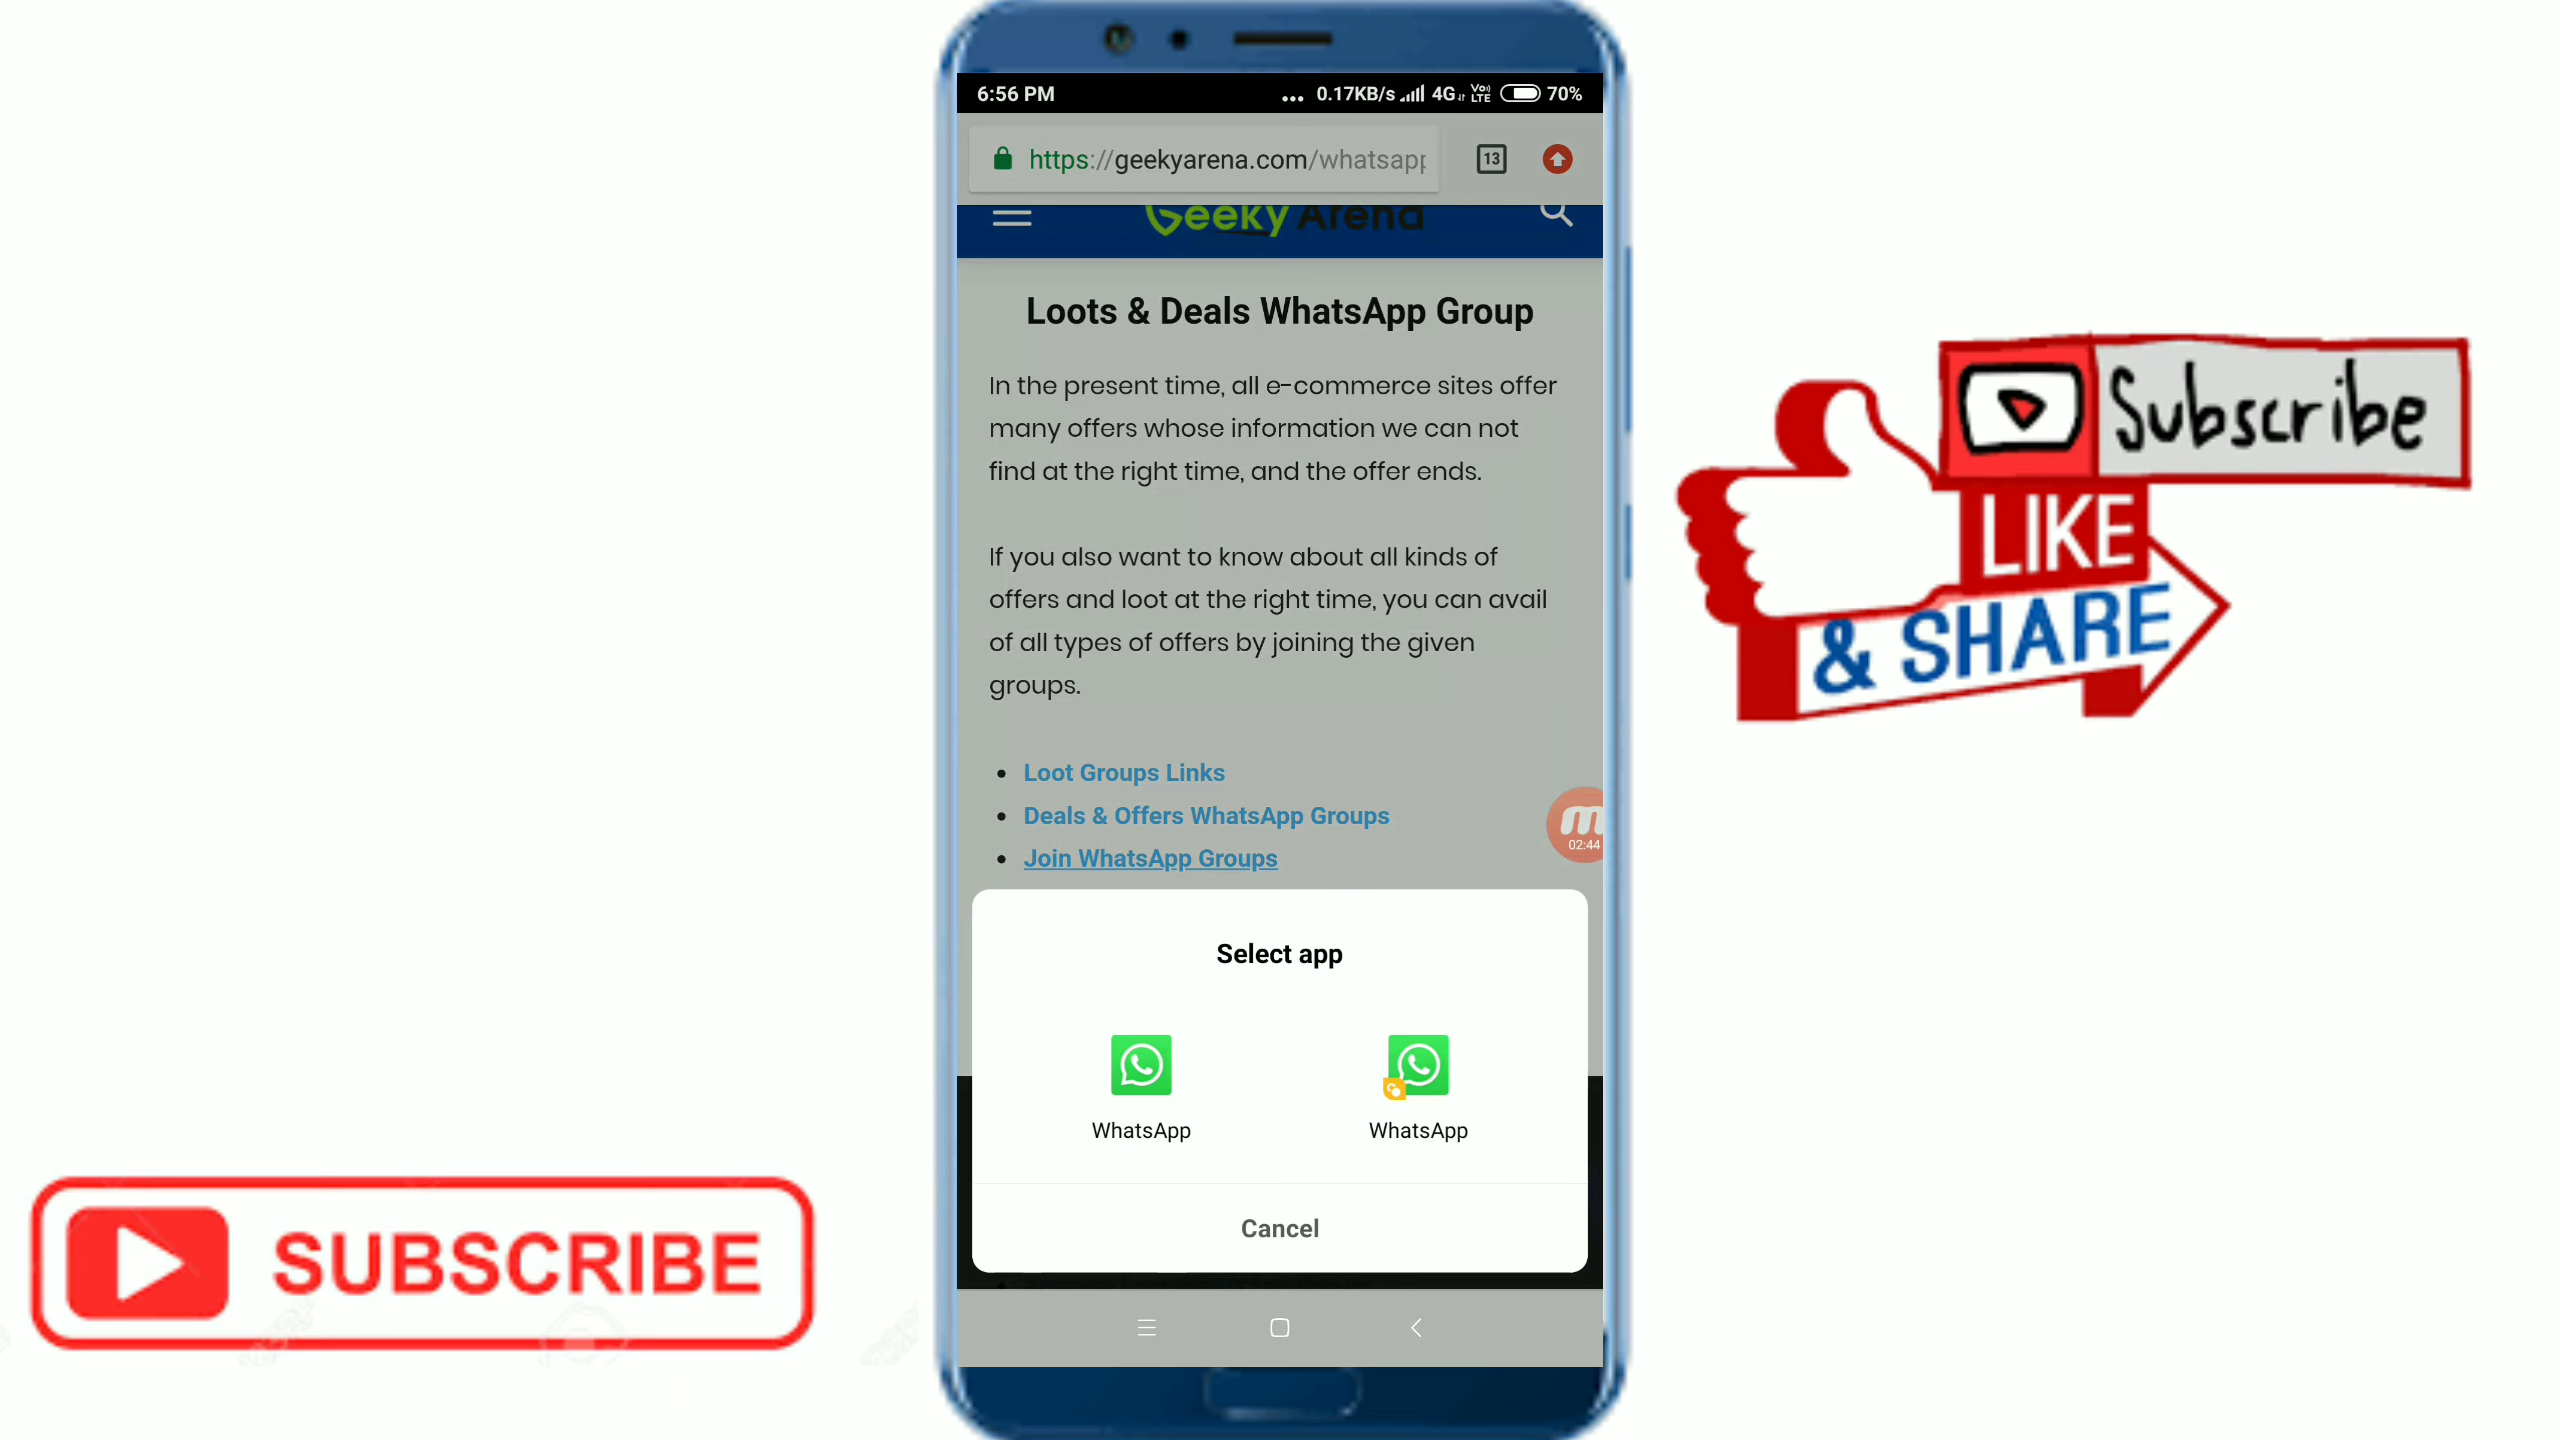 6:56 PM
... 0.17KB/s 4G Vo) LTE 70%
https://geekyarena.com/whatsapp
13
Geeky Arena
Loots & Deals WhatsApp Group
In the present time, all e-commerce sites offer
many offers whose information we can not
find at the right time, and the offer ends.
If you also want to know about all kinds of
offers and loot at the right time, you can avail
of all types of offers by joining the given
groups.
• Loot Groups Links
• Deals & Offers WhatsApp Groups
• Join WhatsApp Groups
02:44
Select app
WhatsApp
WhatsApp
Cancel
Subscribe
LIKE
& SHARE
SUBSCRIBE